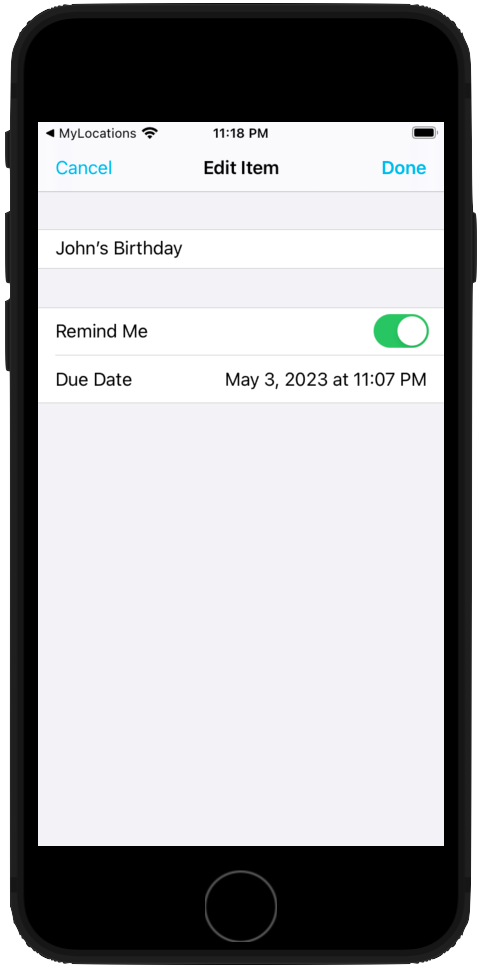 MyLocations 11:18 PM
Cancel Edit Item Done
John’s Birthday
Remind Me
Due Date May 3, 2023 at 11:07 PM